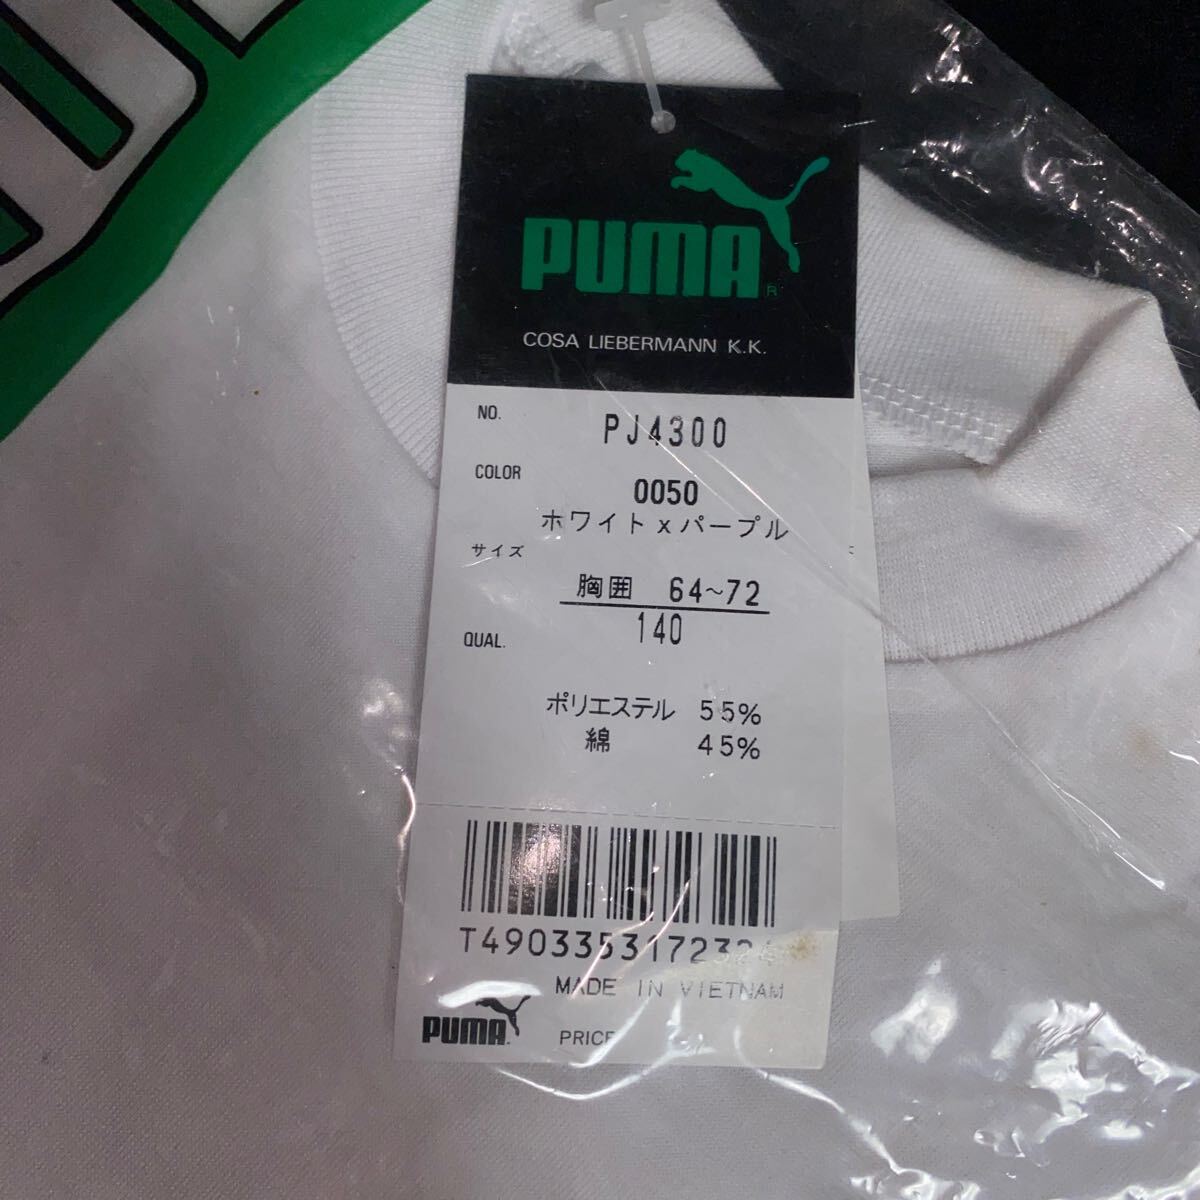 PUMA
R
COSA LIEBERMANN K.K.
NO.
PJ4300
COLOR
0050
ホワイト x パープル
サイズ
胸囲 64~72
140
QUAL.
ポリエステル 55%
綿 45%
MADE IN VIETNAM
PUMA
PRICE